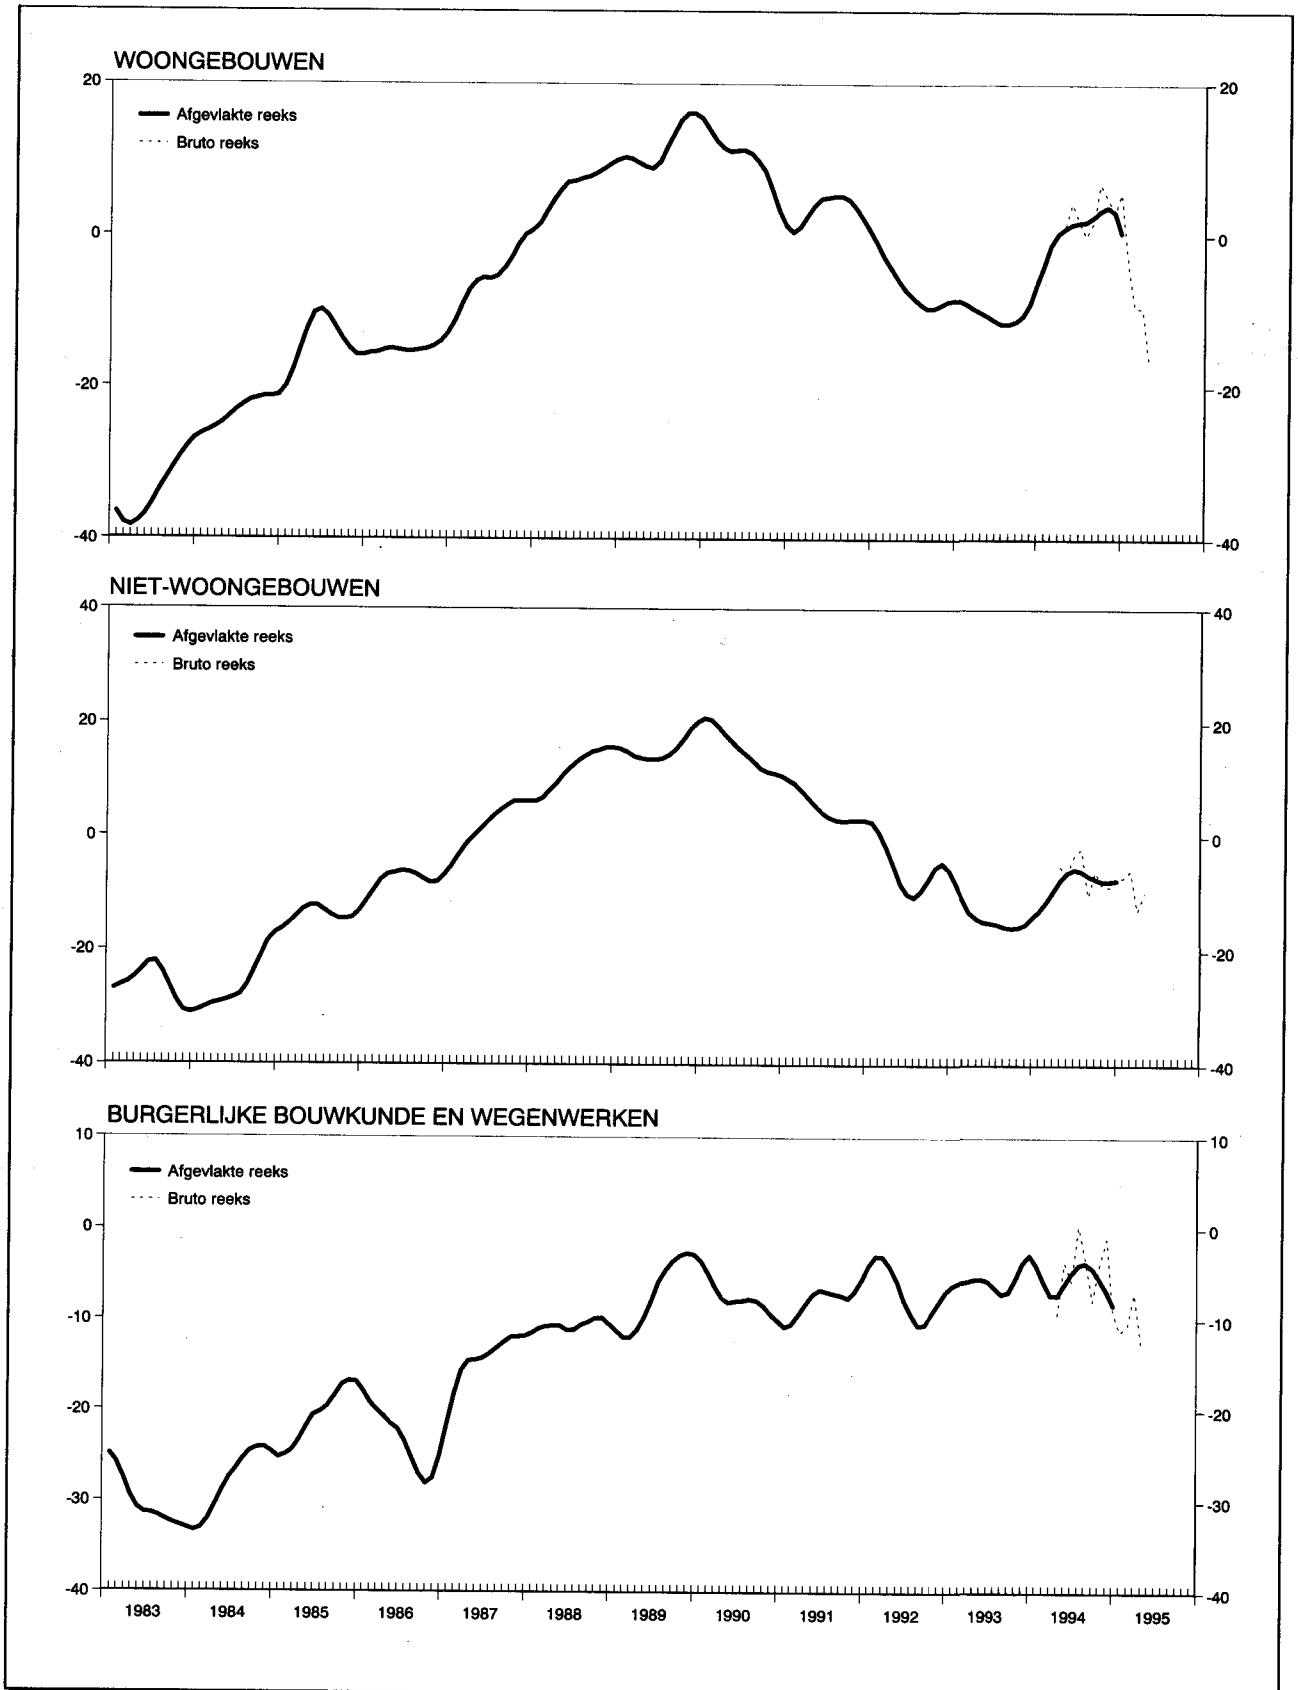 WOONGEBOUWEN
20 20
Afgevlakte reeks
Bruto reeks
0 0
-20 -20
-40 -40
NIET-WOONGEBOUWEN
40 40
Afgevlakte reeks
Bruto reeks
20 20
0 0
-20 -20
-40 -40
BURGERLIJKE BOUWKUNDE EN WEGENWERKEN
10 10
Afgevlakte reeks
Bruto reeks
0 0
-10 -10
-20 -20
-30 -30
-40 -40
1983 1984 1985 1986 1987 1988 1989 1990 1991 1992 1993 1994 1995